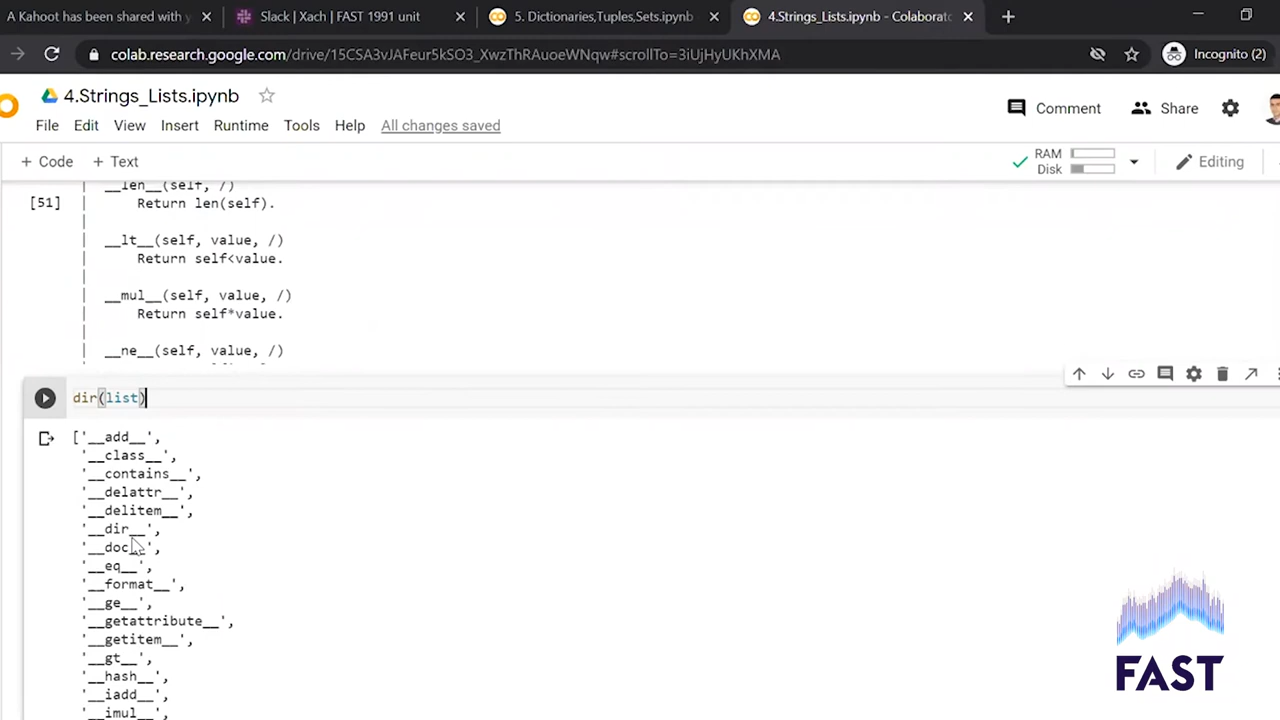 A Kahoot has been shared with y
Slack | Xach | FAST 1991 unit
5. Dictionaries,Tuples,Sets.ipynb
4.Strings_Lists.ipynb - Colaborato
colab.research.google.com/drive/15CSA3vJAFeur5kSO3_XwzThRAuoeWNqw#scrollTo=3iUjHyUKhXMA
Incognito (2)
4.Strings_Lists.ipynb
Comment
Share
File Edit View Insert Runtime Tools Help All changes saved
+ Code + Text
RAM
Disk
Editing
| __len__(self, /)
[51] | Return len(self).
|
| __lt__(self, value, /)
| Return self<value.
|
| __mul__(self, value, /)
| Return self*value.
|
| __ne__(self, value, /)
dir(list)
['__add__',
'__class__',
'__contains__',
'__delattr__',
'__delitem__',
'__dir__',
'__doc__',
'__eq__',
'__format__',
'__ge__',
'__getattribute__',
'__getitem__',
'__gt__',
'__hash__',
'__iadd__',
'__imul__',
FAST